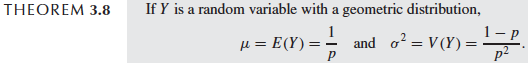 THEOREM 3.8 If Y is a random variable with a geometric distribution,
μ = E(Y) = 1/p and σ² = V(Y) = (1 − p)/p².